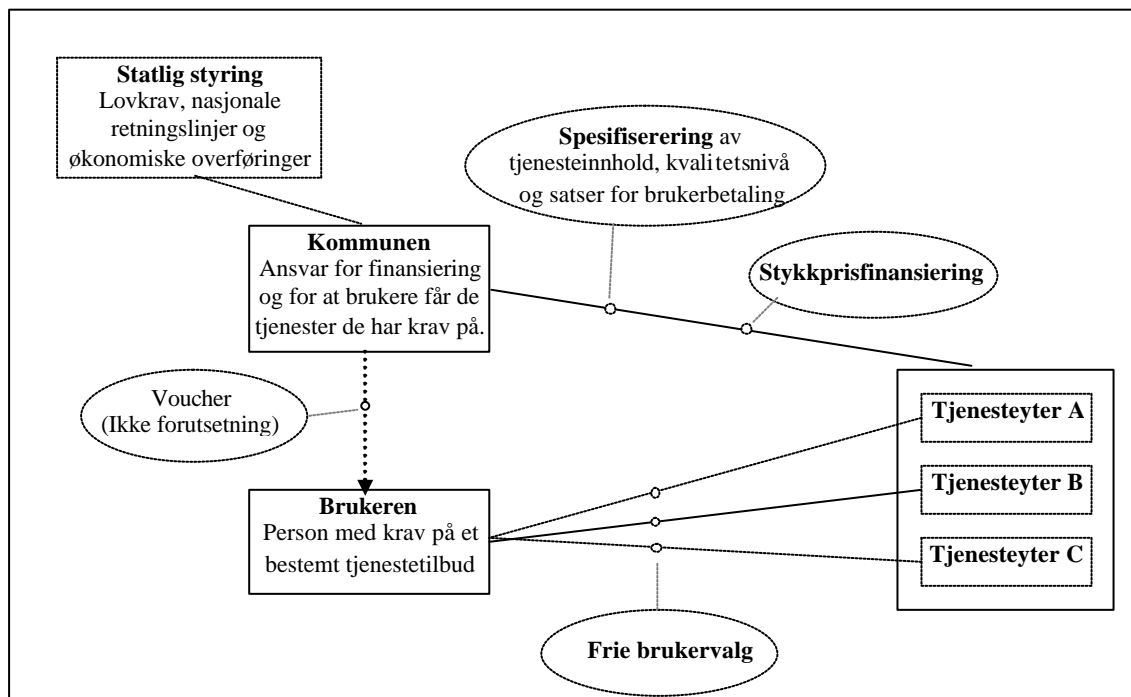 Statlig styring
Lovkrav, nasjonale
retningslinjer og
økonomiske overføringer
Spesifiserering av
tjenesteinnhold, kvalitetsnivå
og satser for brukerbetaling
Kommunen
Ansvar for finansiering
og for at brukere får de
tjenester de har krav på.
Stykkprisfinansiering
Voucher
(Ikke forutsetning)
Tjenesteyter A
Tjenesteyter B
Tjenesteyter C
Brukeren
Person med krav på et
bestemt tjenestetilbud
Frie brukervalg